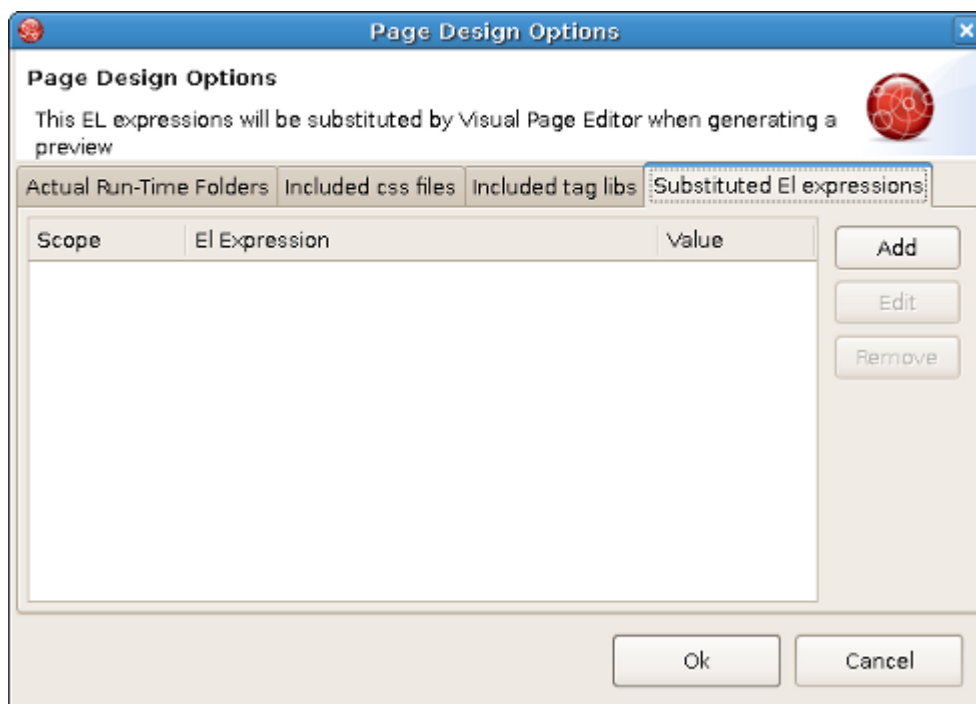 Page Design Options
Page Design Options
This EL expressions will be substituted by Visual Page Editor when generating a
preview
Actual Run-Time Folders Included css files Included tag libs Substituted El expressions
Scope El Expression Value
Add
Edit
Remove
Ok Cancel